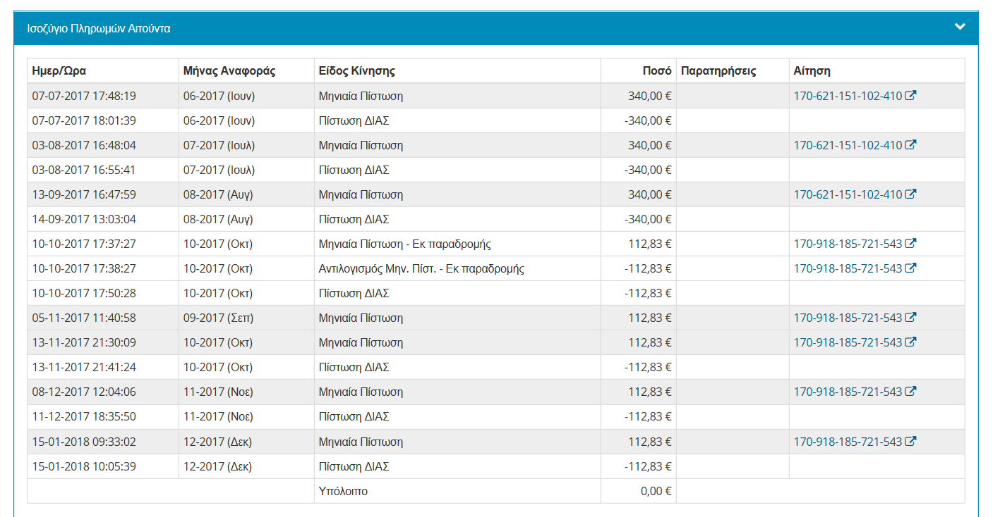 Ισοζύγιο Πληρωμών Αιτούντα
Ημερ/Ώρα Μήνας Αναφοράς Είδος Κίνησης Ποσό Παρατηρήσεις Αίτηση
07-07-2017 17:48:19 06-2017 (Ιουν) Μηνιαία Πίστωση 340,00 € 170-621-151-102-410
07-07-2017 18:01:39 06-2017 (Ιουν) Πίστωση ΔΙΑΣ -340,00 €
03-08-2017 16:48:04 07-2017 (Ιουλ) Μηνιαία Πίστωση 340,00 € 170-621-151-102-410
03-08-2017 16:55:41 07-2017 (Ιουλ) Πίστωση ΔΙΑΣ -340,00 €
13-09-2017 16:47:59 08-2017 (Αυγ) Μηνιαία Πίστωση 340,00 € 170-621-151-102-410
14-09-2017 13:03:04 08-2017 (Αυγ) Πίστωση ΔΙΑΣ -340,00 €
10-10-2017 17:37:27 10-2017 (Οκτ) Μηνιαία Πίστωση - Εκ παραδρομής 112,83 € 170-918-185-721-543
10-10-2017 17:38:27 10-2017 (Οκτ) Αντιλογισμός Μην. Πίστ. - Εκ παραδρομής -112,83 € 170-918-185-721-543
10-10-2017 17:50:28 10-2017 (Οκτ) Πίστωση ΔΙΑΣ -112,83 €
05-11-2017 11:40:58 09-2017 (Σεπ) Μηνιαία Πίστωση 112,83 € 170-918-185-721-543
13-11-2017 21:30:09 10-2017 (Οκτ) Μηνιαία Πίστωση 112,83 € 170-918-185-721-543
13-11-2017 21:41:24 10-2017 (Οκτ) Πίστωση ΔΙΑΣ -112,83 €
08-12-2017 12:04:06 11-2017 (Νοε) Μηνιαία Πίστωση 112,83 € 170-918-185-721-543
11-12-2017 18:35:50 11-2017 (Νοε) Πίστωση ΔΙΑΣ -112,83 €
15-01-2018 09:33:02 12-2017 (Δεκ) Μηνιαία Πίστωση 112,83 € 170-918-185-721-543
15-01-2018 10:05:39 12-2017 (Δεκ) Πίστωση ΔΙΑΣ -112,83 €
Υπόλοιπο 0,00 €